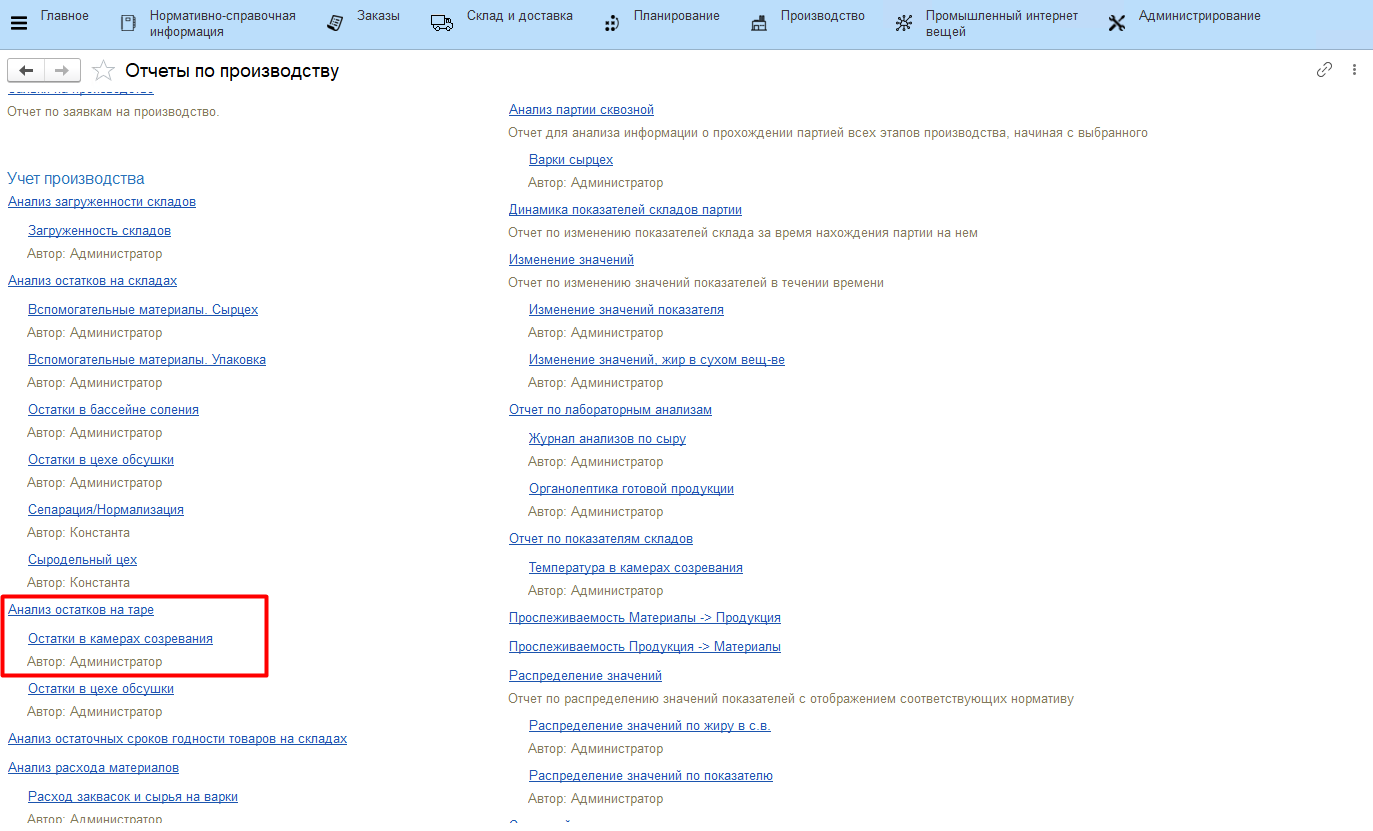 Главное
Нормативно-справочная
информация
Заказы
Склад и доставка
Планирование
Производство
Промышленный интернет
вещей
Администрирование
Отчеты по производству
Отчет по заявкам на производство.
Учет производства
Анализ загруженности складов
Загруженность складов
Автор: Администратор
Анализ остатков на складах
Вспомогательные материалы. Сырцех
Автор: Администратор
Вспомогательные материалы. Упаковка
Автор: Администратор
Остатки в бассейне соления
Автор: Администратор
Остатки в цехе обсушки
Автор: Администратор
Сепарация/Нормализация
Автор: Константа
Сыродельный цех
Автор: Константа
Анализ остатков на таре
Остатки в камерах созревания
Автор: Администратор
Остатки в цехе обсушки
Автор: Администратор
Анализ остаточных сроков годности товаров на складах
Анализ расхода материалов
Расход заквасок и сырья на варки
Автор: Администратор
Анализ партии сквозной
Отчет для анализа информации о прохождении партией всех этапов производства, начиная с выбранного
Варки сырцех
Автор: Администратор
Динамика показателей складов партии
Отчет по изменению показателей склада за время нахождения партии на нем
Изменение значений
Отчет по изменению значений показателей в течении времени
Изменение значений показателя
Автор: Администратор
Изменение значений, жир в сухом вещ-ве
Автор: Администратор
Отчет по лабораторным анализам
Журнал анализов по сыру
Автор: Администратор
Органолептика готовой продукции
Автор: Администратор
Отчет по показателям складов
Температура в камерах созревания
Автор: Администратор
Прослеживаемость Материалы -> Продукция
Прослеживаемость Продукция -> Материалы
Распределение значений
Отчет по распределению значений показателей с отображением соответствующих нормативу
Распределение значений по жиру в с.в.
Автор: Администратор
Распределение значений по показателю
Автор: Администратор